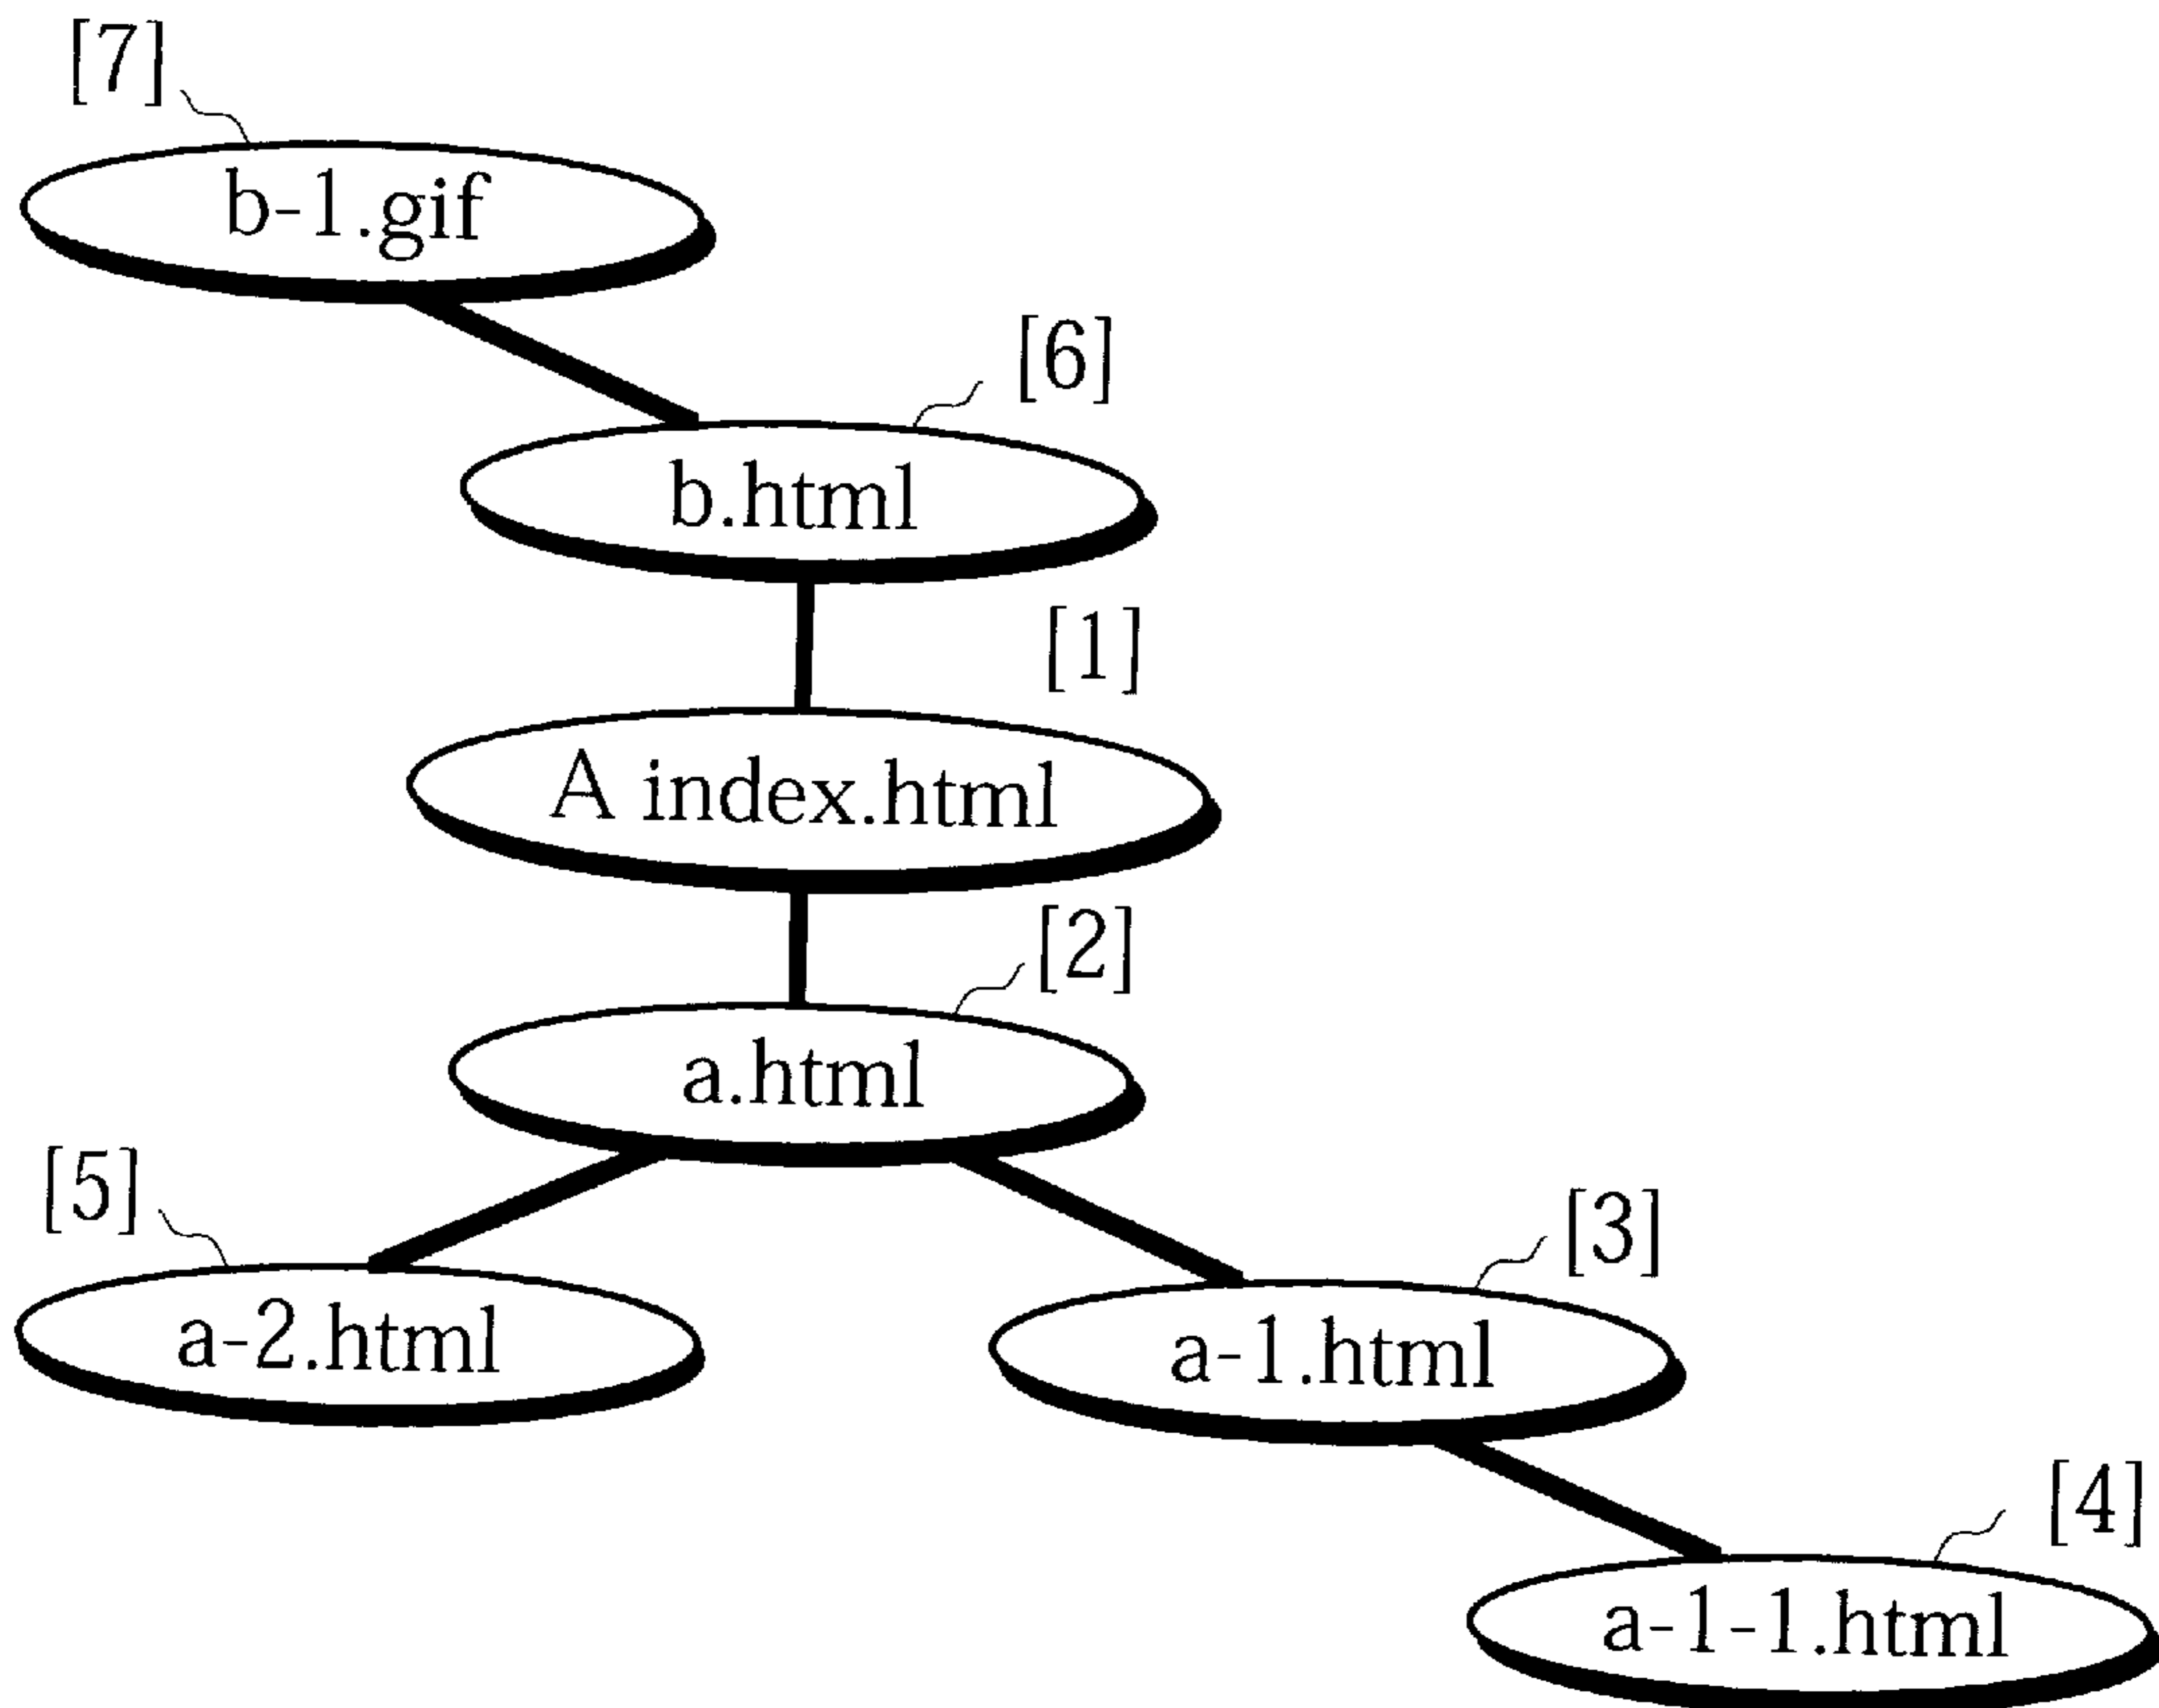 [7]
b-1.gif
[6]
b.html
[1]
A index.html
[2]
a.html
[5]
[3]
a-2.html
a-1.html
[4]
a-1-1.html